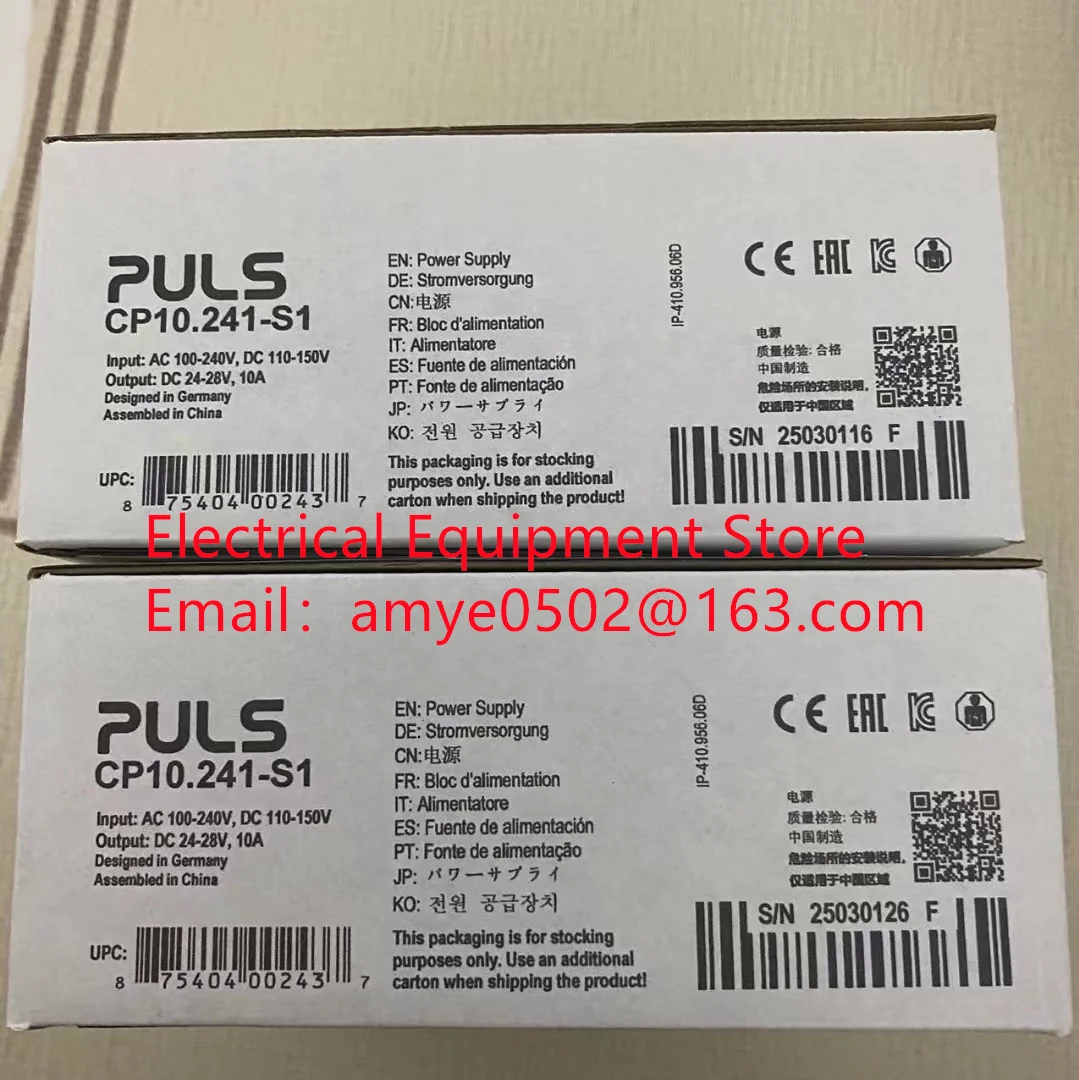 PULS
CP10.241-S1
Input: AC 100-240V, DC 110-150V
Output: DC 24-28V, 10A
Designed in Germany
Assembled in China
UPC:
8 75404 00243 7
EN: Power Supply
DE: Stromversorgung
CN:电源
FR: Bloc d'alimentation
IT: Alimentatore
ES: Fuente de alimentación
PT: Fonte de alimentação
JP: パワーサプライ
KO: 전원 공급장치
This packaging is for stocking
purposes only. Use an additional
carton when shipping the product!
IP-410.956.06D
CE EAC
电源
质量检验: 合格
中国制造
危险场所的安装说明,
仅适用于中国区域
S/N 25030116 F
Electrical Equipment Store
Email：amye0502@163.com
PULS
CP10.241-S1
Input: AC 100-240V, DC 110-150V
Output: DC 24-28V, 10A
Designed in Germany
Assembled in China
UPC:
8 75404 00243 7
EN: Power Supply
DE: Stromversorgung
CN:电源
FR: Bloc d'alimentation
IT: Alimentatore
ES: Fuente de alimentación
PT: Fonte de alimentação
JP: パワーサプライ
KO: 전원 공급장치
This packaging is for stocking
purposes only. Use an additional
carton when shipping the product!
IP-410.956.06D
CE EAC
电源
质量检验: 合格
中国制造
危险场所的安装说明,
仅适用于中国区域
S/N 25030126 F